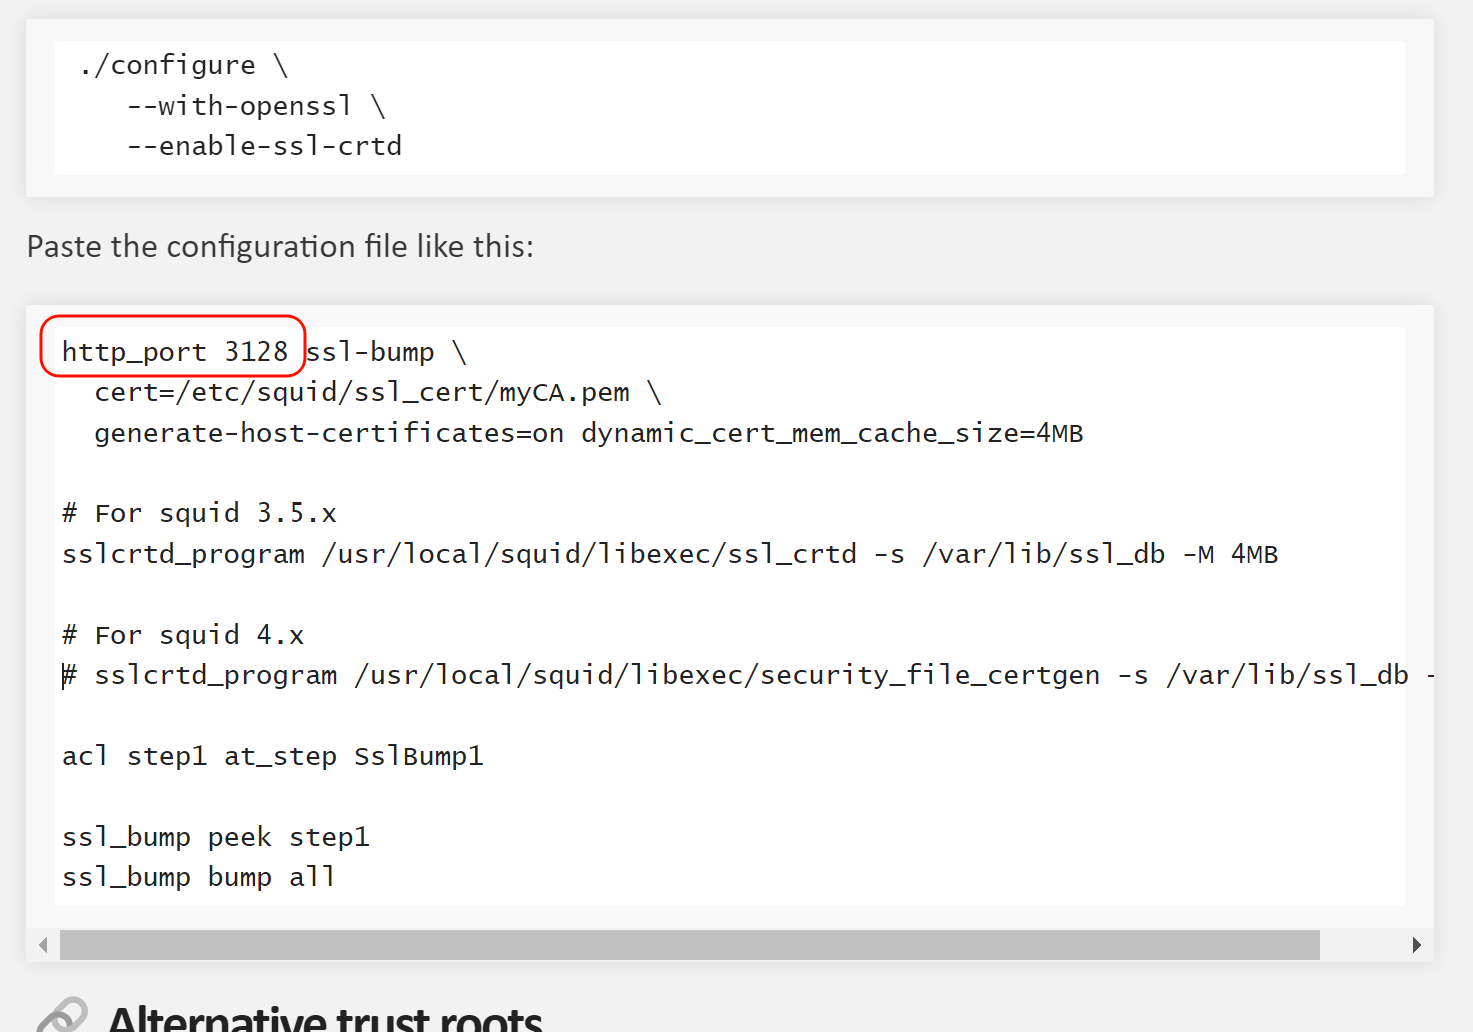 ./configure \
--with-openssl \
--enable-ssl-crtd
Paste the configuration file like this:
http_port 3128 ssl-bump \
cert=/etc/squid/ssl_cert/myCA.pem \
generate-host-certificates=on dynamic_cert_mem_cache_size=4MB
# For squid 3.5.x
sslcrtd_program /usr/local/squid/libexec/ssl_crtd -s /var/lib/ssl_db -M 4MB
# For squid 4.x
# sslcrtd_program /usr/local/squid/libexec/security_file_certgen -s /var/lib/ssl_db -
acl step1 at_step SslBump1
ssl_bump peek step1
ssl_bump bump all
Alternative trust roots